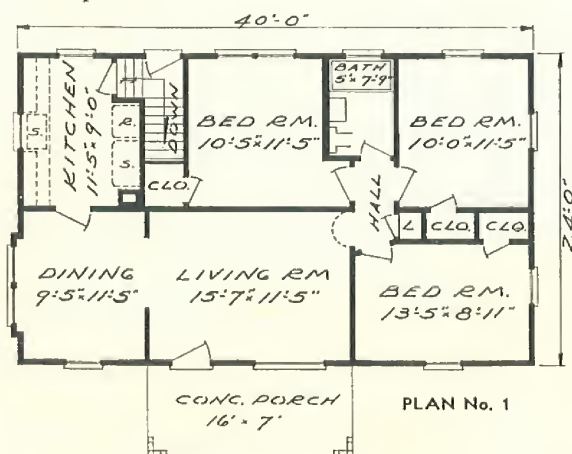 40'-0"
KITCHEN
11'-5"x9'-0"
S.
R.
S.
DOWN
CLO.
BED RM.
10'-5"x11'-5"
BATH
5'x7'-9"
BED RM.
10'-0"x11'-5"
HALL
L
CLO.
CLO.
24'-0"
DINING
9'-5"x11'-5"
LIVING RM
15'-7"x11'-5"
BED RM.
13'-5"x8'-11"
CONC. PORCH
16'x7'
PLAN No. 1